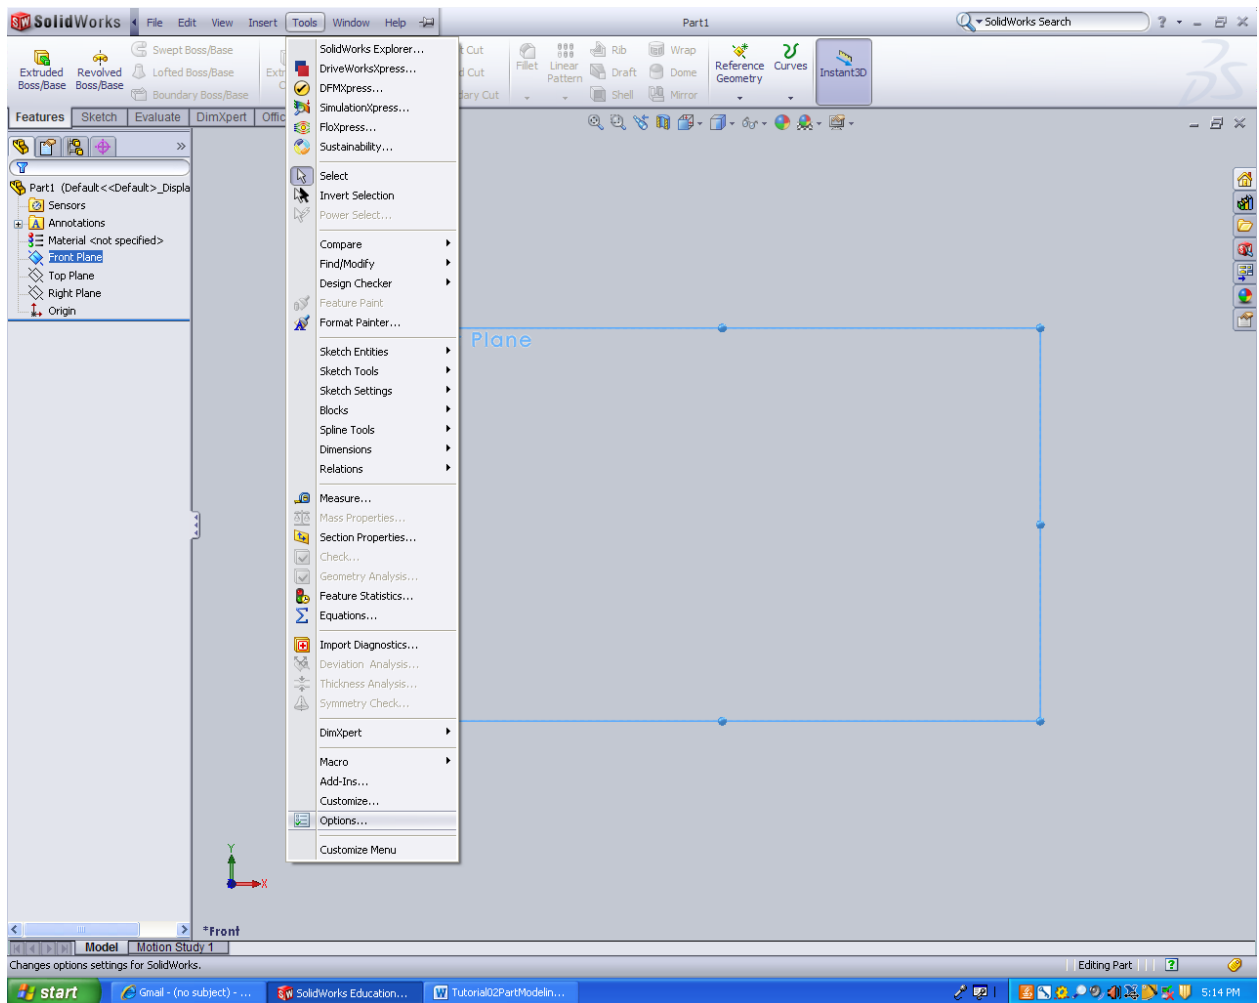 SolidWorks File Edit View Insert Tools Window Help Part1 SolidWorks Search ?
Extruded Boss/Base
Revolved Boss/Base
Swept Boss/Base
Lofted Boss/Base
Boundary Boss/Base
Extr
t Cut
d Cut
dary Cut
Fillet
Linear Pattern
Rib
Draft
Shell
Wrap
Dome
Mirror
Reference Geometry
Curves
Instant3D
Features Sketch Evaluate DimXpert Offic
Part1 (Default<<Default>_Displa
Sensors
Annotations
Material <not specified>
Front Plane
Top Plane
Right Plane
Origin
SolidWorks Explorer...
DriveWorksXpress...
DFMXpress...
SimulationXpress...
FloXpress...
Sustainability...
Select
Invert Selection
Power Select...
Compare
Find/Modify
Design Checker
Feature Paint
Format Painter...
Sketch Entities
Sketch Tools
Sketch Settings
Blocks
Spline Tools
Dimensions
Relations
Measure...
Mass Properties...
Section Properties...
Check...
Geometry Analysis...
Feature Statistics...
Equations...
Import Diagnostics...
Deviation Analysis...
Thickness Analysis...
Symmetry Check...
DimXpert
Macro
Add-Ins...
Customize...
Options...
Customize Menu
Plane
Y
X
*Front
Model Motion Study 1
Changes options settings for SolidWorks. Editing Part
start Gmail - (no subject) - ... SolidWorks Education... Tutorial02PartModelin... 5:14 PM